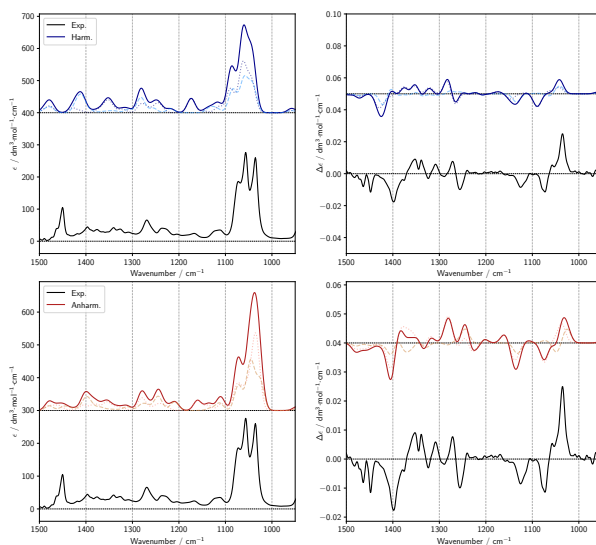 700
600
500
400
300
200
100
0
ε / dm³·mol⁻¹·cm⁻¹
Exp.
Harm.
1500 1400 1300 1200 1100 1000
Wavenumber / cm⁻¹
0.10
0.08
0.06
0.04
0.02
0.00
−0.02
−0.04
Δε / dm³·mol⁻¹·cm⁻¹
1400 1300 1200 1100 1000
Wavenumber / cm⁻¹
600
500
400
300
200
100
0
ε / dm³·mol⁻¹·cm⁻¹
Exp.
Anharm.
1500 1400 1300 1200 1100 1000
Wavenumber / cm⁻¹
0.06
0.05
0.04
0.03
0.02
0.01
0.00
−0.01
−0.02
Δε / dm³·mol⁻¹·cm⁻¹
1500 1400 1300 1200 1100 1000
Wavenumber / cm⁻¹